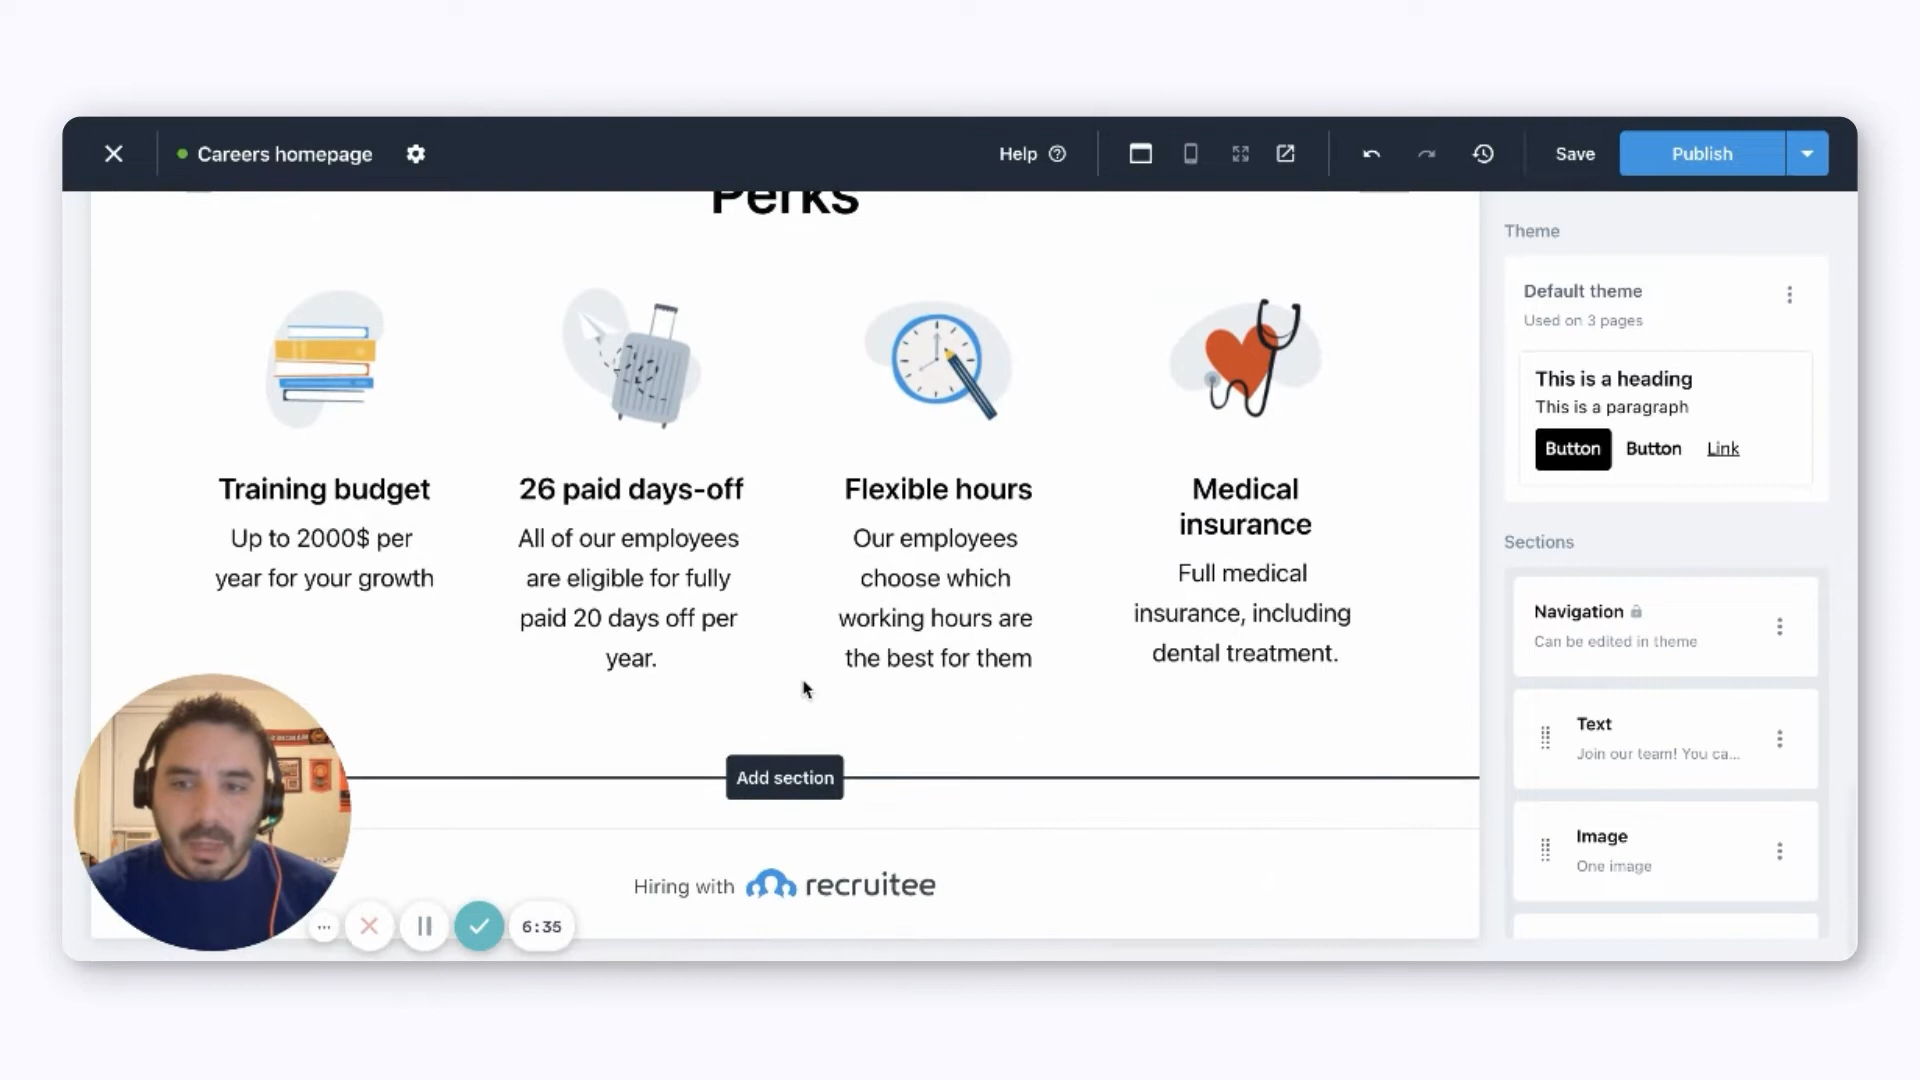 Careers homepage
Help
Save
Publish
Perks
Training budget
Up to 2000$ per
year for your growth
26 paid days-off
All of our employees
are eligible for fully
paid 20 days off per
year.
Flexible hours
Our employees
choose which
working hours are
the best for them
Medical
insurance
Full medical
insurance, including
dental treatment.
Add section
Hiring with recruitee
6:35
Theme
Default theme
Used on 3 pages
This is a heading
This is a paragraph
Button Button Link
Sections
Navigation
Can be edited in theme
Text
Join our team! You ca...
Image
One image